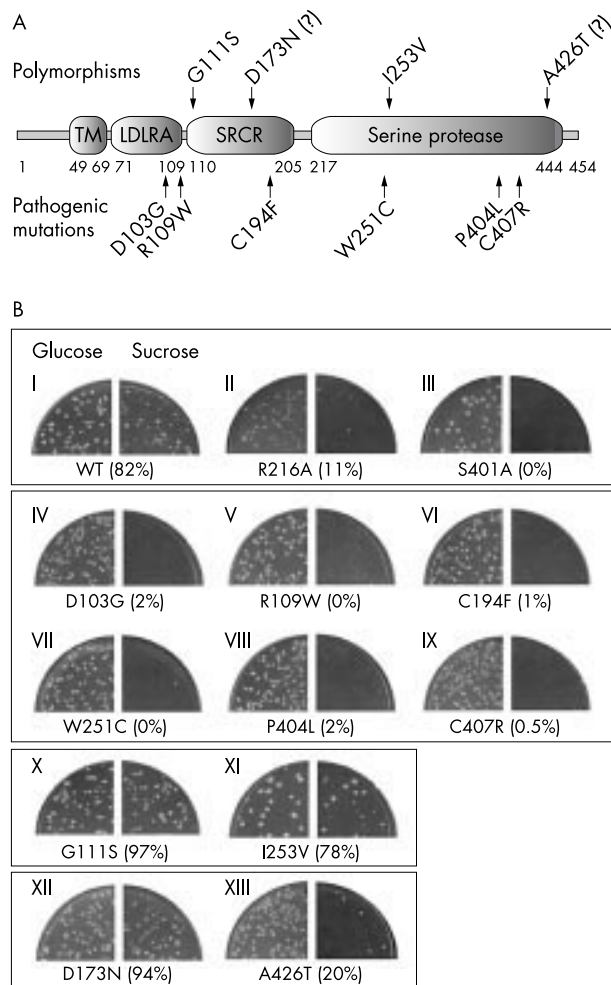 A
G111S
D173N (?)
I253V
A426T (?)
Polymorphisms
TM
LDLRA
SRCR
Serine protease
1 49 69 71 109 110 205 217 444 454
Pathogenic
mutations
D103G
R109W
C194F
W251C
P404L
C407R
B
Glucose Sucrose
I II III
WT (82%) R216A (11%) S401A (0%)
IV V VI
D103G (2%) R109W (0%) C194F (1%)
VII VIII IX
W251C (0%) P404L (2%) C407R (0.5%)
X XI
G111S (97%) I253V (78%)
XII XIII
D173N (94%) A426T (20%)